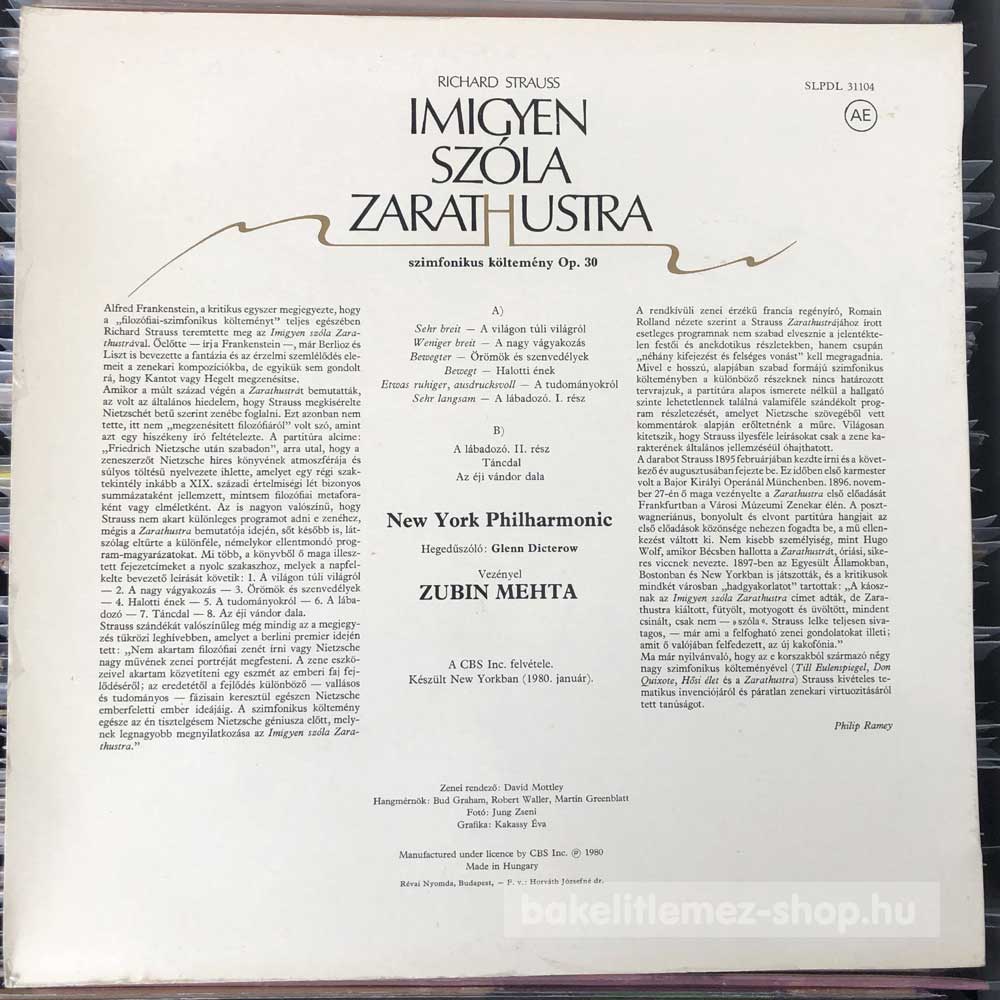 RICHARD STRAUSS
IMIGYEN
SZÓLA
ZARATHUSTRA
szimfonikus költemény Op. 30
SLPDL 31104
AE
Alfred Frankenstein, a kritikus egyszer megjegyezte, hogy
a „filozófiai-szimfonikus költeményt” teljes egészében
Richard Strauss teremtette meg az Imigyen szóla Zara-
thustrával. Őelőtte — írja Frankenstein —, már Berlioz és
Liszt is bevezette a fantázia és az érzelmi szemlélődés ele-
meit a zenekari kompozíciókba, de egyikük sem gondolt
rá, hogy Kantot vagy Hegelt megzenésítse.
Amikor a múlt század végén a Zarathustrát bemutatták,
az volt az általános hiedelem, hogy Strauss megkísérelte
Nietzschét betű szerint zenébe foglalni. Ezt azonban nem
tette, itt nem „megzenésített filozófiáról” volt szó, amint
azt egy hiszékeny író feltételezte. A partitúra alcíme:
„Friedrich Nietzsche után szabadon”, arra utal, hogy a
zeneszerzőt Nietzsche híres könyvének atmoszférája és
súlyos töltésű nyelvezete ihlette, amelyet egy régi szak-
tekintély inkább a XIX. századi értelmiségi lét bizonyos
summázataként jellemzett, mintsem filozófiai metafora-
ként vagy elméletként. Az is nagyon valószínű, hogy
Strauss nem akart különleges programot adni e zenéhez,
mégis a Zarathustra bemutatója idején, sőt később is, lát-
szólag eltűrte a különféle, némelykor ellentmondó prog-
ram-magyarázatokat. Mi több, a könyvből ő maga illesz-
tett fejezetcímeket a nyolc szakaszhoz, melyek a napfel-
kelte bevezető leírását követik: 1. A világon túli világról
— 2. A nagy vágyakozás — 3. Örömök és szenvedélyek
— 4. Halotti ének — 5. A tudományokról — 6. A lába-
dozó — 7. Táncdal — 8. Az éji vándor dala.
Strauss szándékát valószínűleg még mindig az a megjegy-
zés tükrözi leghívebben, amelyet a berlini premier idején
tett: „Nem akartam filozófiai zenét írni vagy Nietzsche
nagy művének zenei portréját megfesteni. A zene eszkö-
zeivel akartam közvetíteni egy eszmét az emberi faj fej-
lődéséről; az eredetétől a fejlődés különböző — vallásos
és tudományos — fázisain keresztül egészen Nietzsche
emberfeletti ember ideájáig. A szimfonikus költemény
egésze az én tisztelgésem Nietzsche géniusza előtt, mely-
nek legnagyobb megnyilatkozása az Imigyen szóla Zara-
thustra.”
A)
Sehr breit — A világon túli világról
Weniger breit — A nagy vágyakozás
Bewegter — Örömök és szenvedélyek
Bewegt — Halotti ének
Etwas ruhiger, ausdrucksvoll — A tudományokról
Sehr langsam — A lábadozó. I. rész
B)
A lábadozó. II. rész
Táncdal
Az éji vándor dala
New York Philharmonic
Hegedűszóló: Glenn Dicterow
Vezényel
ZUBIN MEHTA
A CBS Inc. felvétele.
Készült New Yorkban (1980. január).
A rendkívüli zenei érzékű francia regényíró, Romain
Rolland nézete szerint a Strauss Zarathustrájához írott
esetleges programnak nem szabad elvesznie a jelentékte-
len festői és anekdotikus részletekben, hanem csupán
„néhány kifejezést és felséges vonást” kell megragadnia.
Mivel e hosszú, alapjában szabad formájú szimfonikus
költeményben a különböző részeknek nincs határozott
tervrajzuk, a partitúra alapos ismerete nélkül a hallgató
szinte lehetetlennek találná valamiféle szándékolt prog-
ram részletezését, amelyet Nietzsche szövegéből vett
kommentárok alapján erőltetnénk a műre. Világosan
kitetszik, hogy Strauss ilyesféle leírásokat csak a zene ka-
rakterének általános jellemzéséül óhajthatott.
A darabot Strauss 1895 februárjában kezdte írni és a követ-
kező év augusztusában fejezte be. Ez időben első karmester
volt a Bajor Királyi Operánál Münchenben. 1896. novem-
ber 27-én ő maga vezényelte a Zarathustra első előadását
Frankfurtban a Városi Múzeumi Zenekar élén. A poszt-
wagneriánus, bonyolult és elvont partitúra hangjait az
első előadások közönsége nehezen fogadta be, a mű ellen-
kezést váltott ki. Nem kisebb személyiség, mint Hugo
Wolf, amikor Bécsben hallotta a Zarathustrát, óriási, sike-
res viccnek nevezte. 1897-ben az Egyesült Államokban,
Bostonban és New Yorkban is játszották, és a kritikusok
mindkét városban „hadgyakorlatot” tartottak: „A káosz-
nak az Imigyen szóla Zarathustra címet adták, de Zara-
thustra kiáltott, fütyölt, motyogott és üvöltött, mindent
csinált, csak nem — »szóla«. Strauss lelke teljesen siva-
tagos, — már ami a felfogható zenei gondolatokat illeti;
amit ő valójában felfedezett, az új kakofónia.”
Ma már nyilvánvaló, hogy az e korszakból származó négy
nagy szimfonikus költeményével (Till Eulenspiegel, Don
Quixote, Hősi élet és a Zarathustra) Strauss kivételes te-
matikus invenciójáról és páratlan zenekari virtuozitásáról
tett tanúságot.
Philip Ramey
Zenei rendező: David Mottley
Hangmérnök: Bud Graham, Robert Waller, Martin Greenblatt
Fotó: Jung Zseni
Grafika: Kakassy Éva
Manufactured under licence by CBS Inc. ℗ 1980
Made in Hungary
Révai Nyomda, Budapest, — F. v.: Horváth Józsefné dr.
bakelitlemez-shop.hu